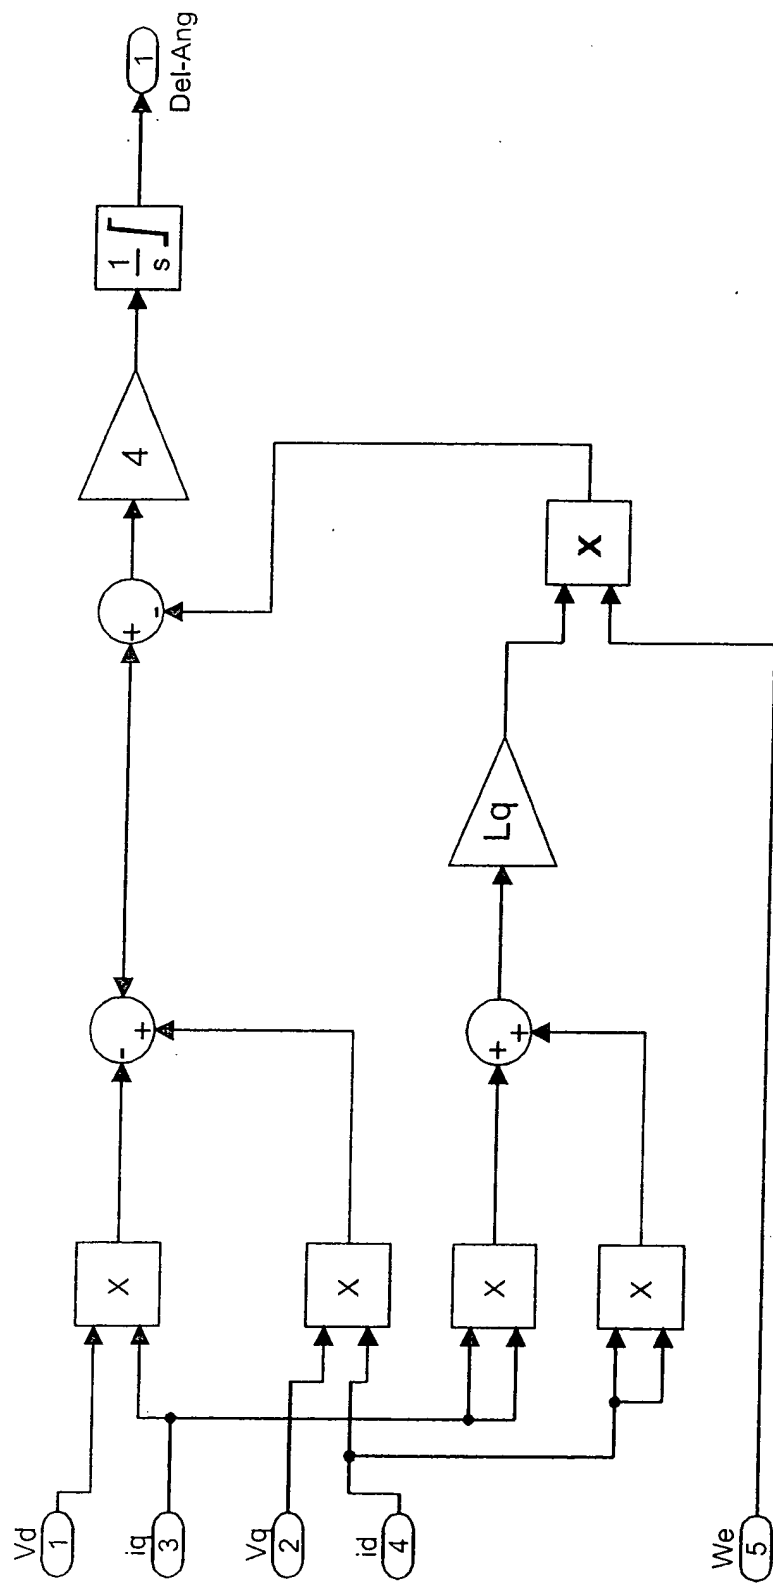 Vd
1
iq
3
Vq
2
id
4
We
5
X
X
X
X
-
+
+
+
Lq
X
+
-
4
1
s
∫
1
Del-Ang